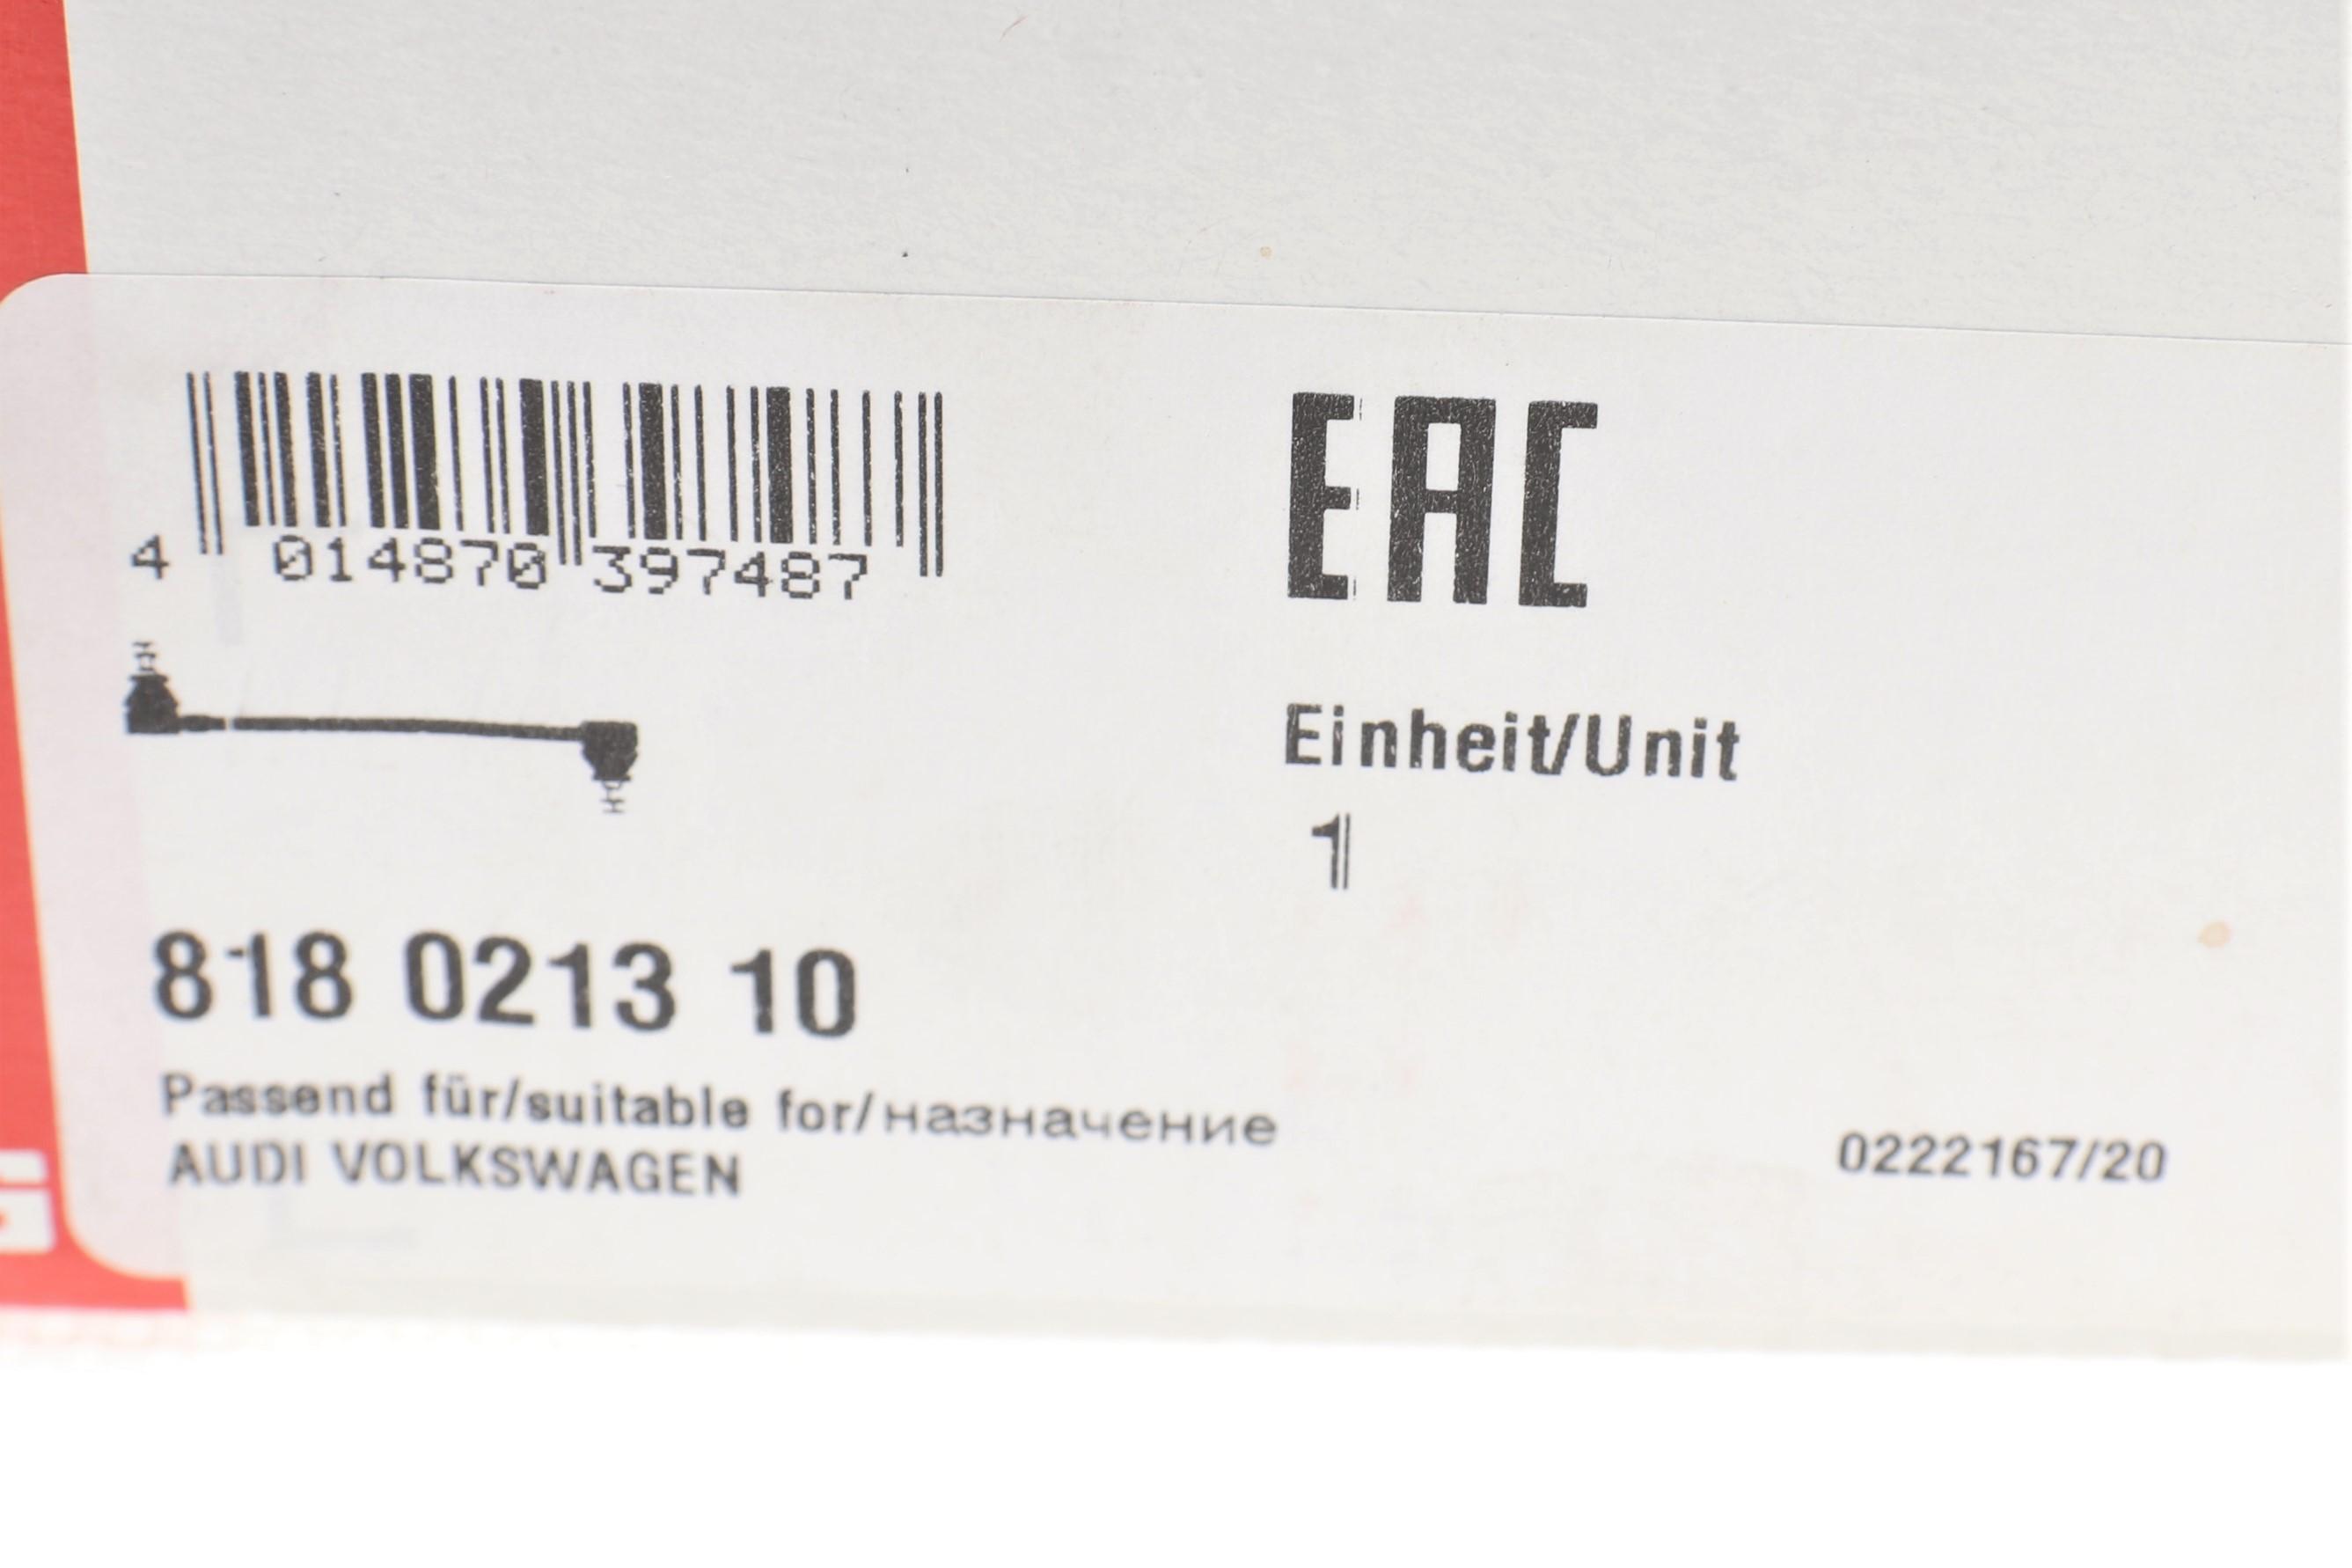 4 014870 397487
EAC
Einheit/Unit
1
818 0213 10
Passend für/suitable for/назначение
AUDI VOLKSWAGEN
0222167/20